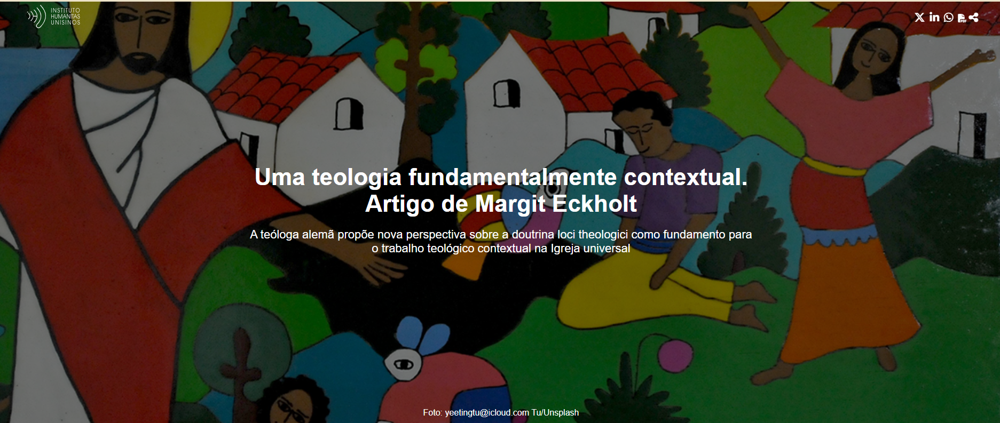 INSTITUTO
HUMANITAS
UNISINOS
PDF
Uma teologia fundamentalmente contextual.
Artigo de Margit Eckholt
A teóloga alemã propõe nova perspectiva sobre a doutrina loci theologici como fundamento para
o trabalho teológico contextual na Igreja universal
Foto: yeetingtu@icloud.com Tu/Unsplash